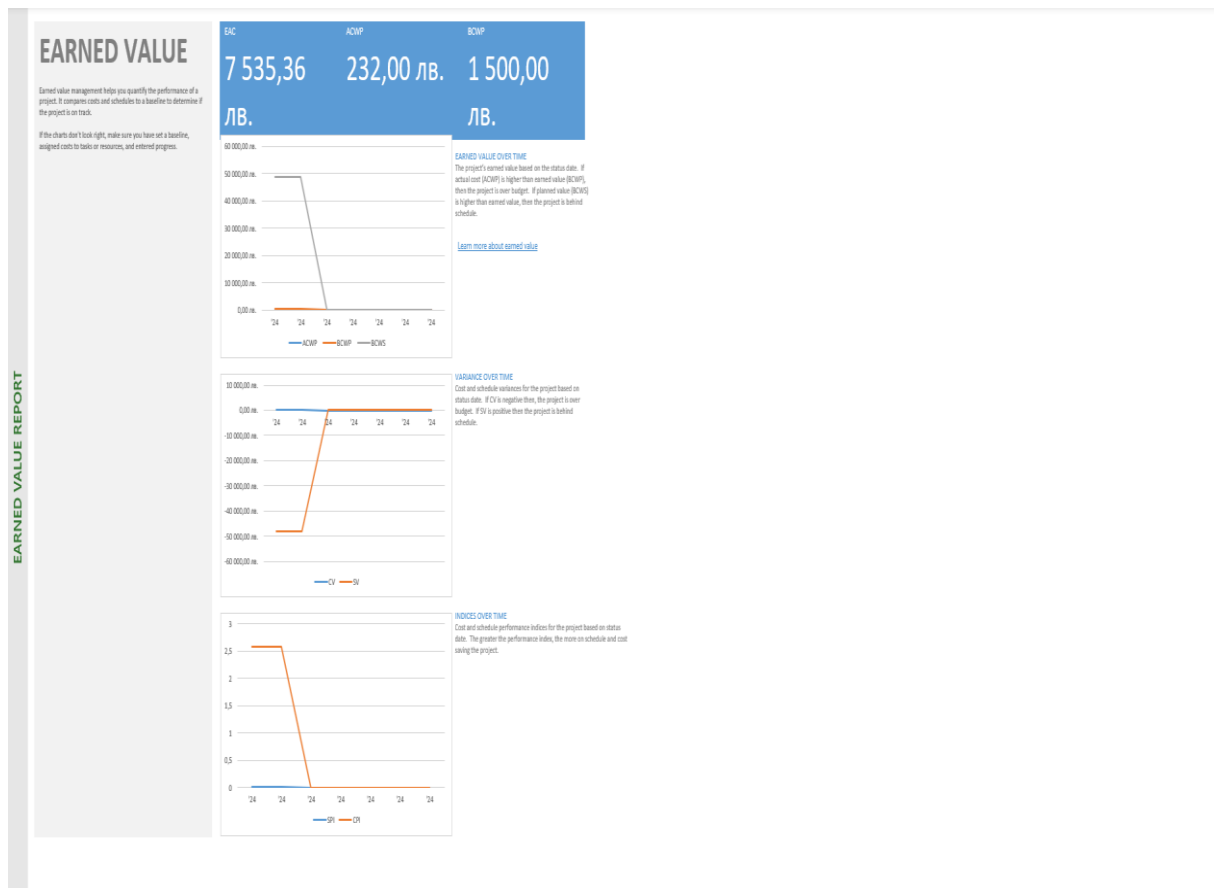 EARNED VALUE REPORT
EARNED VALUE
Earned value management helps you quantify the performance of a
project. It compares costs and schedules to a baseline to determine if
the project is on track.
If the charts don't look right, make sure you have set a baseline,
assigned costs to tasks or resources, and entered progress.
EAC
7 535,36
лв.
ACWP
232,00 лв.
BCWP
1 500,00
лв.
60 000,00 лв.
50 000,00 лв.
40 000,00 лв.
30 000,00 лв.
20 000,00 лв.
10 000,00 лв.
0,00 лв.
'24 '24 '24 '24 '24 '24 '24
ACWP BCWP BCWS
EARNED VALUE OVER TIME
The project's earned value based on the status date. If
actual cost (ACWP) is higher than earned value (BCWP),
then the project is over budget. If planned value (BCWS)
is higher than earned value, then the project is behind
schedule.
Learn more about earned value
10 000,00 лв.
0,00 лв.
'24 '24 '24 '24 '24 '24 '24
-10 000,00 лв.
-20 000,00 лв.
-30 000,00 лв.
-40 000,00 лв.
-50 000,00 лв.
-60 000,00 лв.
CV SV
VARIANCE OVER TIME
Cost and schedule variances for the project based on
status date. If CV is negative then, the project is over
budget. If SV is positive then the project is behind
schedule.
3
2,5
2
1,5
1
0,5
0
'24 '24 '24 '24 '24 '24 '24
SPI CPI
INDICES OVER TIME
Cost and schedule performance indices for the project based on status
date. The greater the performance index, the more on schedule and cost
saving the project.